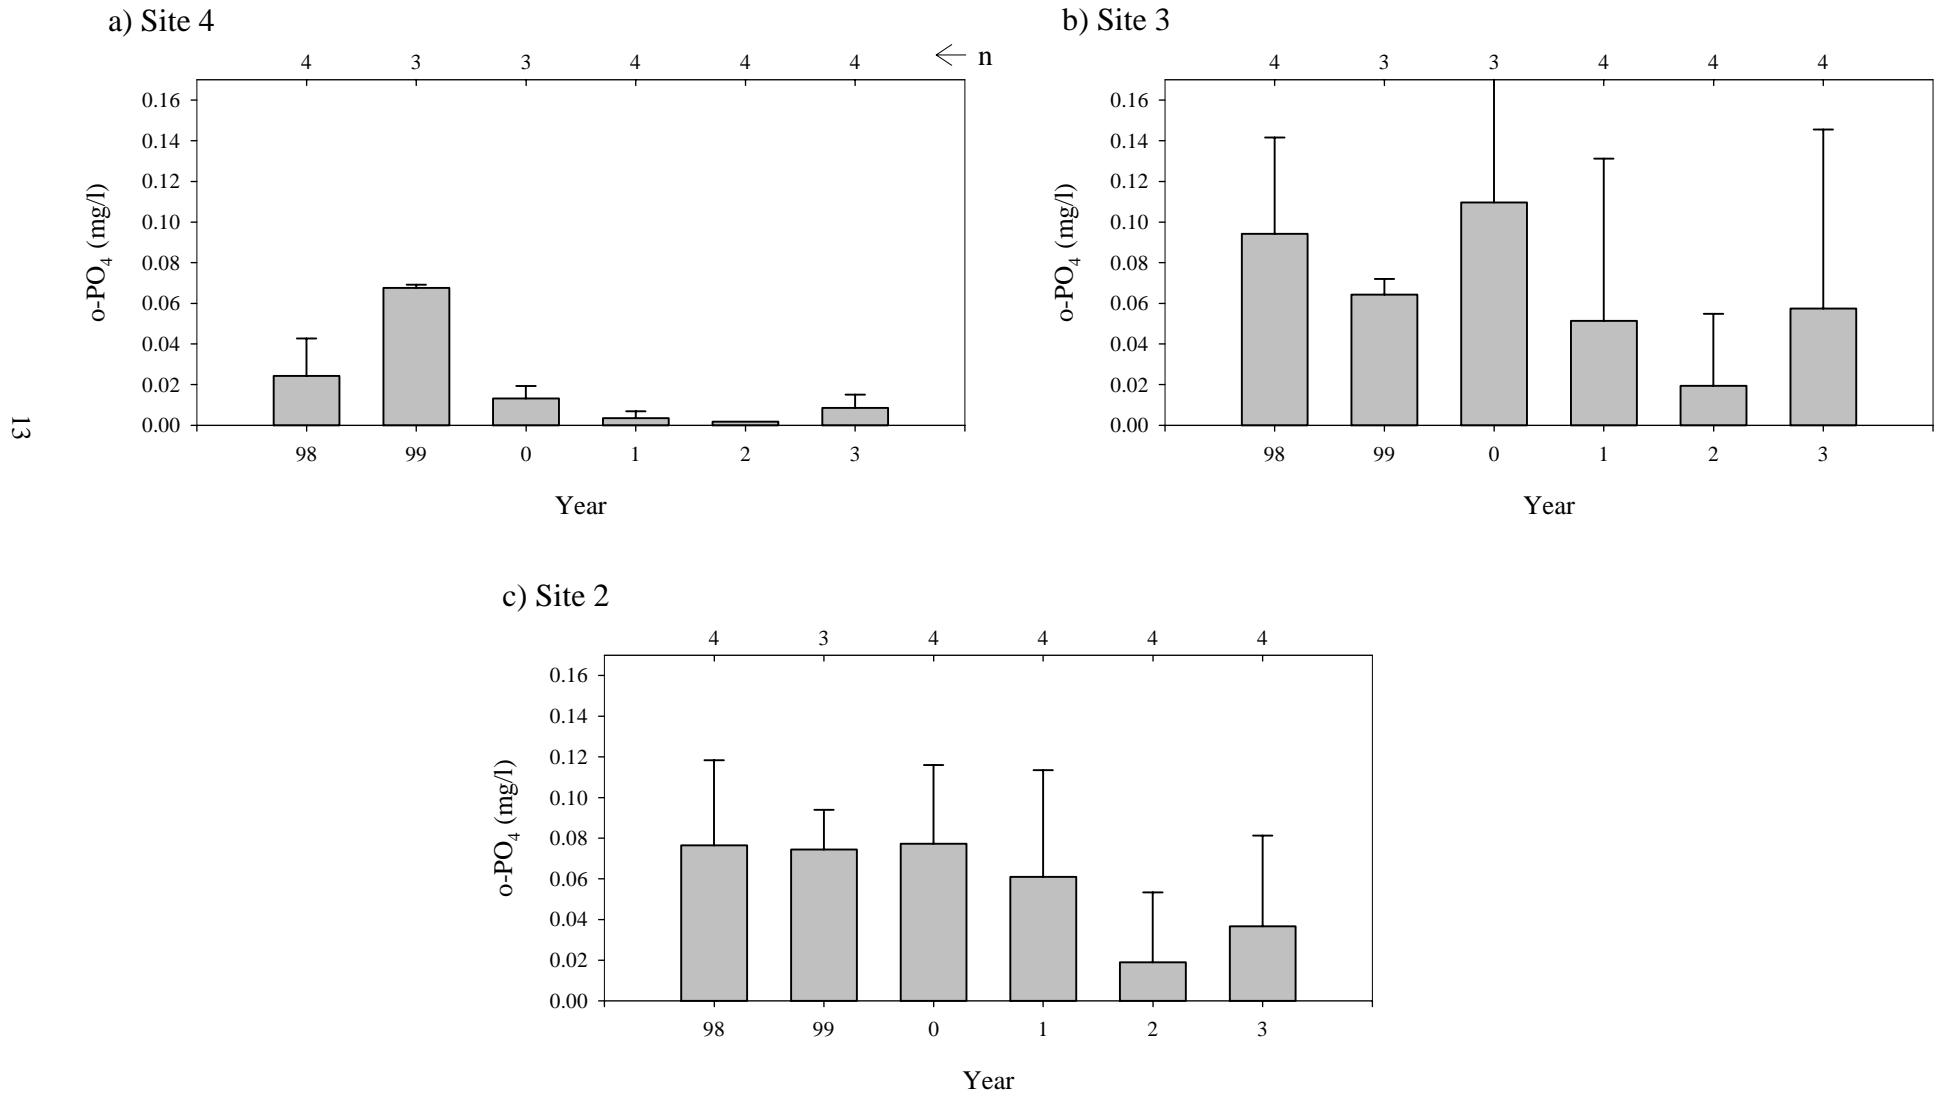 a) Site 4
4 3 3 4 4 4 ← n
0.16
0.14
0.12
0.10
0.08
0.06
0.04
0.02
0.00
o-PO4 (mg/l)
98 99 0 1 2 3
Year
b) Site 3
4 3 3 4 4 4
0.16
0.14
0.12
0.10
0.08
0.06
0.04
0.02
0.00
o-PO4 (mg/l)
98 99 0 1 2 3
Year
c) Site 2
4 3 4 4 4 4
0.16
0.14
0.12
0.10
0.08
0.06
0.04
0.02
0.00
o-PO4 (mg/l)
98 99 0 1 2 3
Year
13